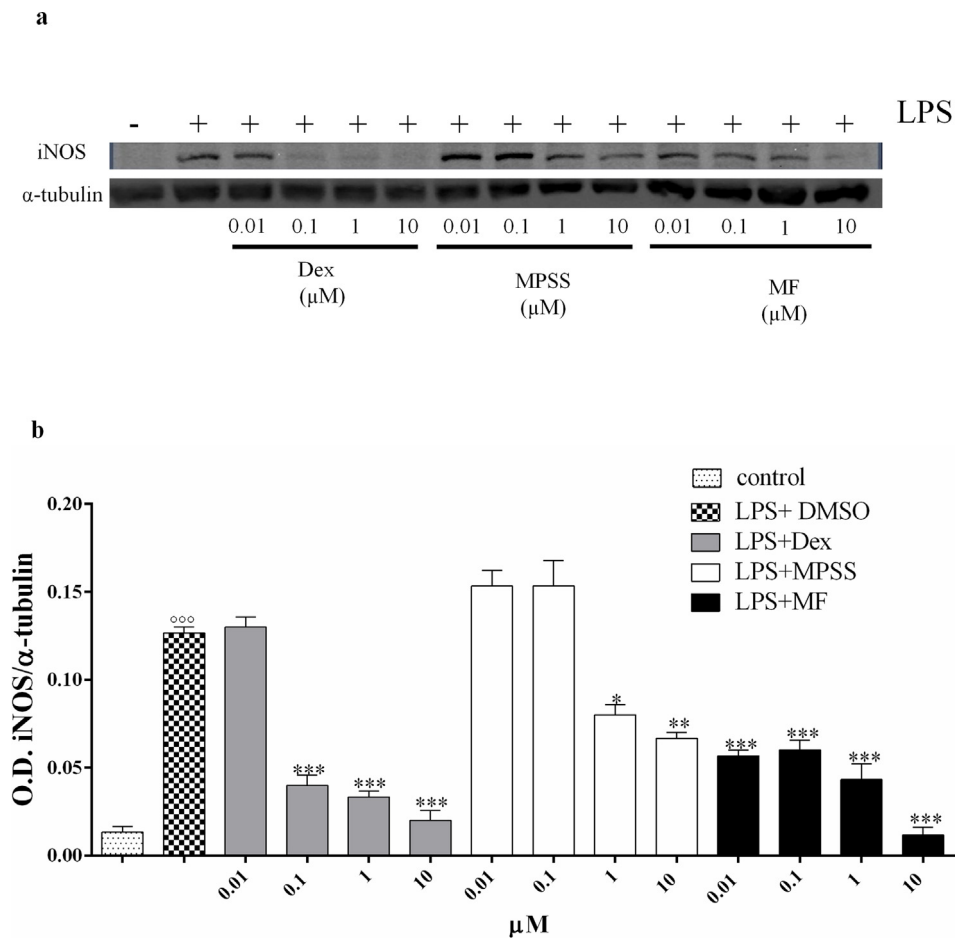 a
- + + + + + + + + + + + + + LPS
iNOS
α-tubulin
0.01 0.1 1 10 0.01 0.1 1 10 0.01 0.1 1 10
Dex MPSS MF
(μM) (μM) (μM)
b
control
LPS+ DMSO
LPS+Dex
LPS+MPSS
LPS+MF
O.D. iNOS/α-tubulin
0.20
0.15
0.10
0.05
0.00
°°° *** *** *** * ** *** *** *** ***
0.01 0.1 1 10 0.01 0.1 1 10 0.01 0.1 1 10
μM